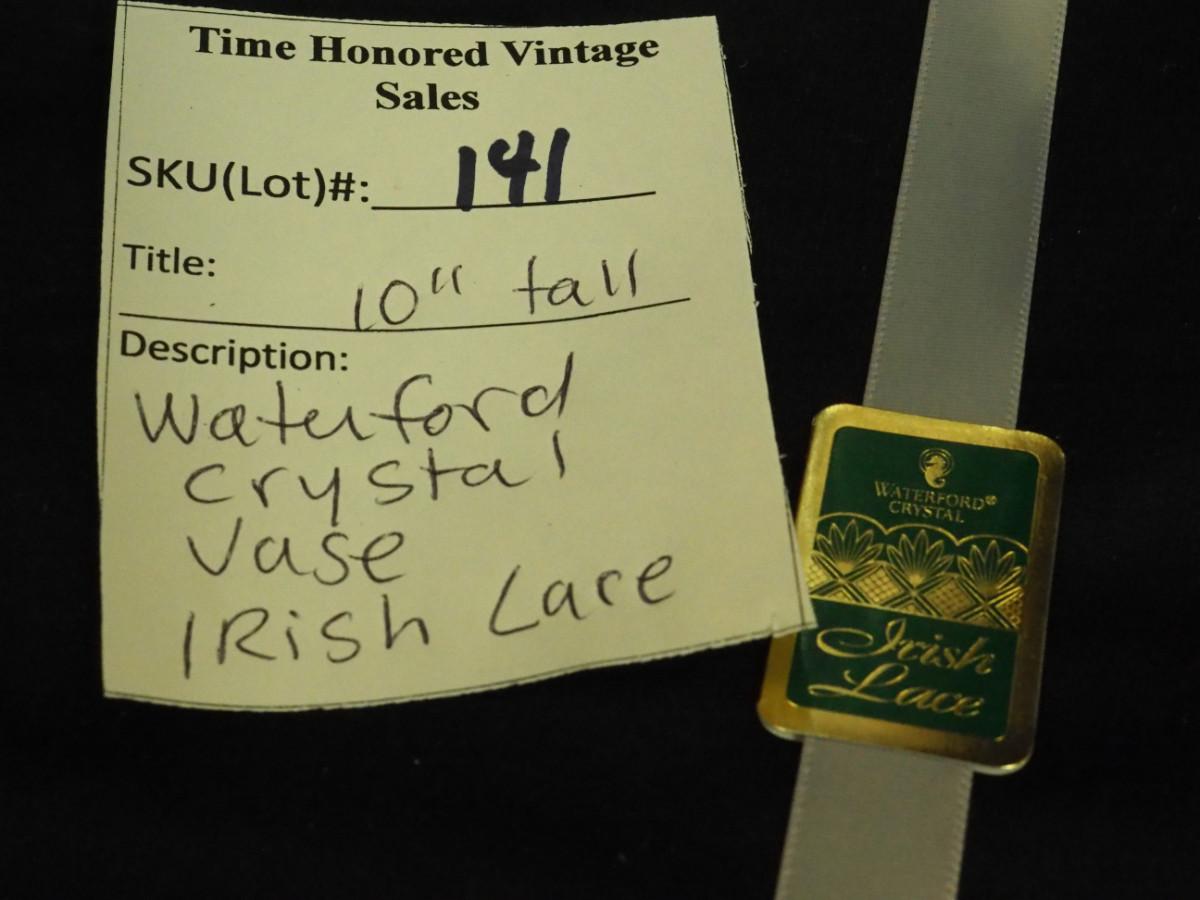 Time Honored Vintage
Sales
SKU(Lot)#: 141
Title:
10" tall
Description:
Waterford
crystal
Vase
IRish Lace
WATERFORD®
CRYSTAL
Irish
Lace